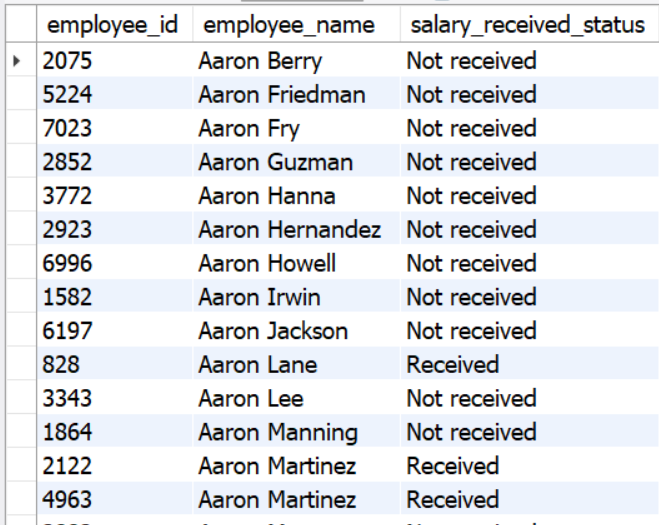 employee_id employee_name salary_received_status
2075 Aaron Berry Not received
5224 Aaron Friedman Not received
7023 Aaron Fry Not received
2852 Aaron Guzman Not received
3772 Aaron Hanna Not received
2923 Aaron Hernandez Not received
6996 Aaron Howell Not received
1582 Aaron Irwin Not received
6197 Aaron Jackson Not received
828 Aaron Lane Received
3343 Aaron Lee Not received
1864 Aaron Manning Not received
2122 Aaron Martinez Received
4963 Aaron Martinez Received